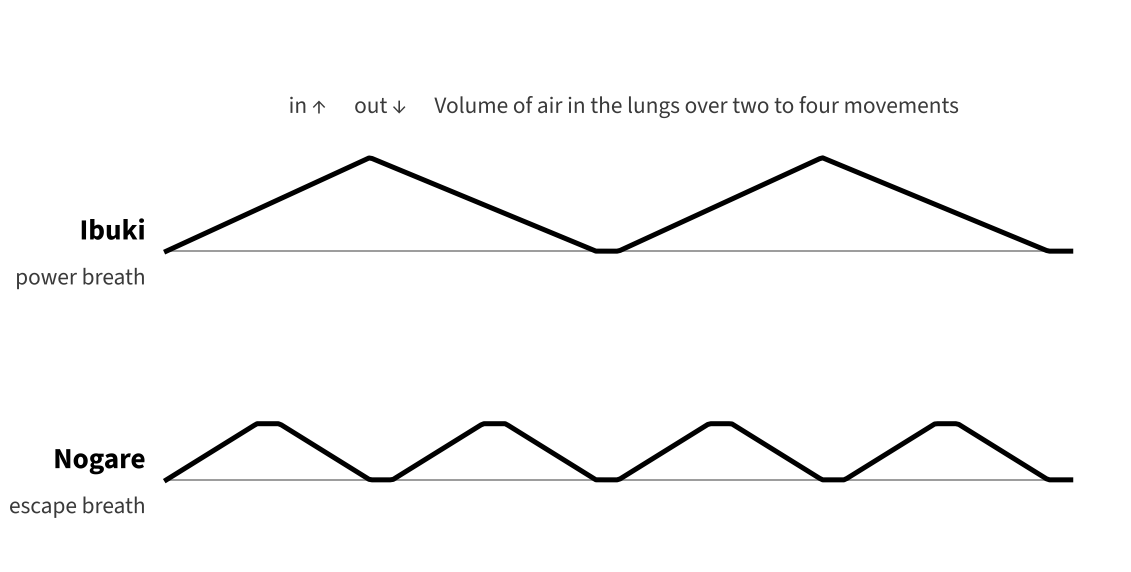 in ↑ out ↓ Volume of air in the lungs over two to four movements
Ibuki
power breath
Nogare
escape breath